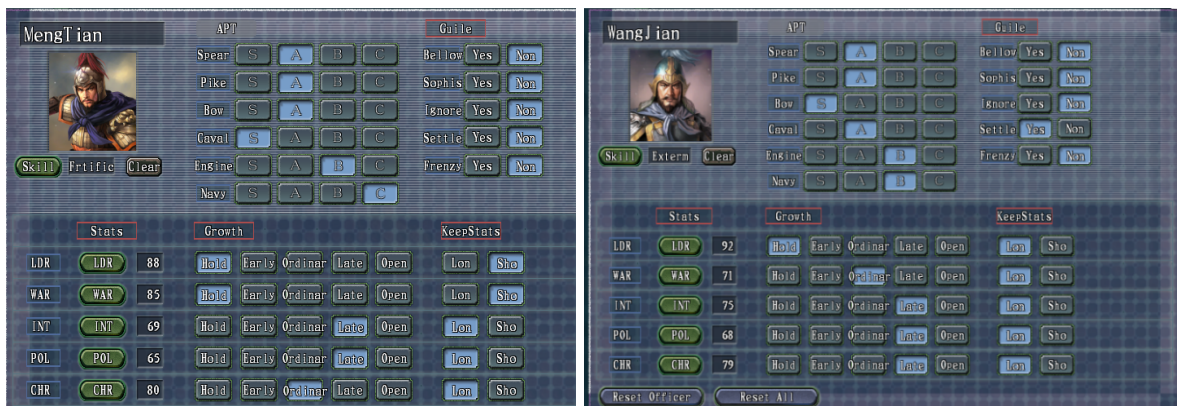 MengTian
APT
Guile
Spear S A B C
Bellow Yes Non
Pike S A B C
Sophis Yes Non
Bow S A B C
Ignore Yes Non
Caval S A B C
Settle Yes Non
Skill Frtific Clear
Engine S A B C
Frenzy Yes Non
Navy S A B C
Stats
Growth
KeepStats
LDR LDR 88 Hold Early Ordinar Late Open Lon Sho
WAR WAR 85 Hold Early Ordinar Late Open Lon Sho
INT INT 69 Hold Early Ordinar Late Open Lon Sho
POL POL 65 Hold Early Ordinar Late Open Lon Sho
CHR CHR 80 Hold Early Ordinar Late Open Lon Sho
WangJian
APT
Guile
Spear S A B C
Bellow Yes Non
Pike S A B C
Sophis Yes Non
Bow S A B C
Ignore Yes Non
Caval S A B C
Settle Yes Non
Skill Exterm Clear
Engine S A B C
Frenzy Yes Non
Navy S A B C
Stats
Growth
KeepStats
LDR LDR 92 Hold Early Ordinar Late Open Lon Sho
WAR WAR 71 Hold Early Ordinar Late Open Lon Sho
INT INT 75 Hold Early Ordinar Late Open Lon Sho
POL POL 68 Hold Early Ordinar Late Open Lon Sho
CHR CHR 79 Hold Early Ordinar Late Open Lon Sho
Reset Officer
Reset All